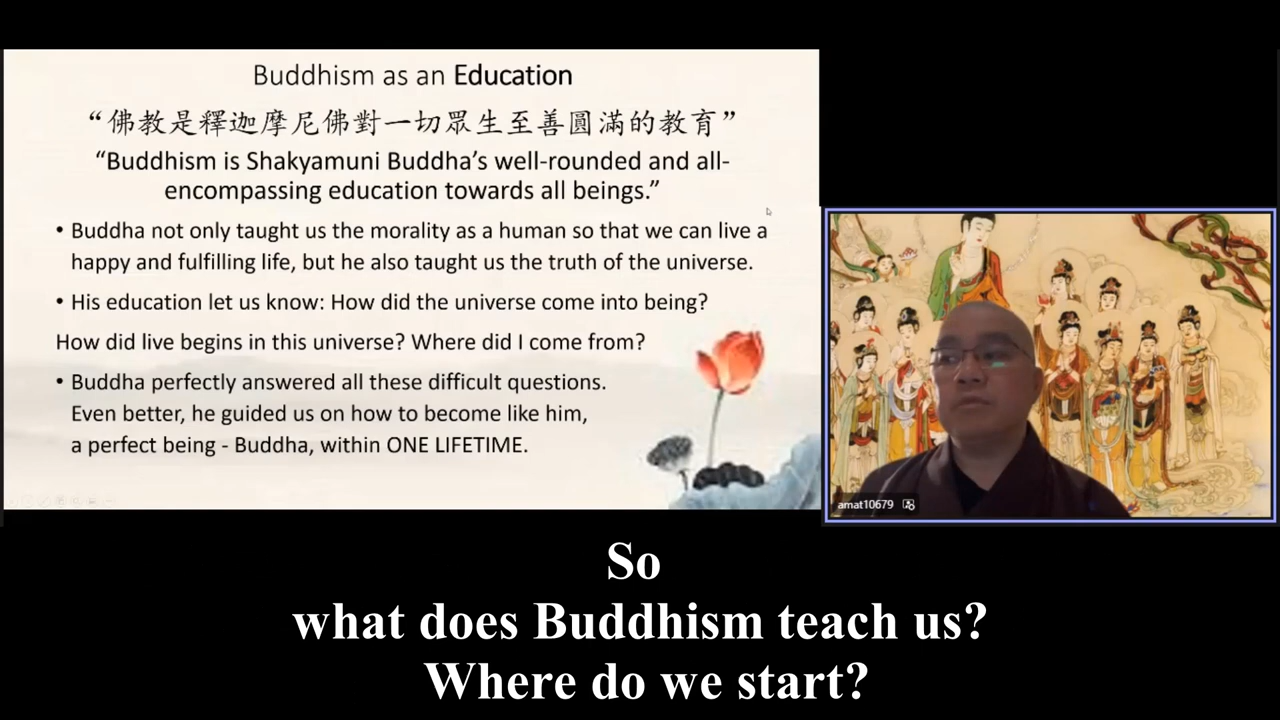 Buddhism as an Education
“佛教是釋迦摩尼佛對一切眾生至善圓滿的教育”
“Buddhism is Shakyamuni Buddha’s well-rounded and all-
encompassing education towards all beings.”
• Buddha not only taught us the morality as a human so that we can live a
happy and fulfilling life, but he also taught us the truth of the universe.
• His education let us know: How did the universe come into being?
How did live begins in this universe? Where did I come from?
• Buddha perfectly answered all these difficult questions.
Even better, he guided us on how to become like him,
a perfect being - Buddha, within ONE LIFETIME.
amat10679
So
what does Buddhism teach us?
Where do we start?